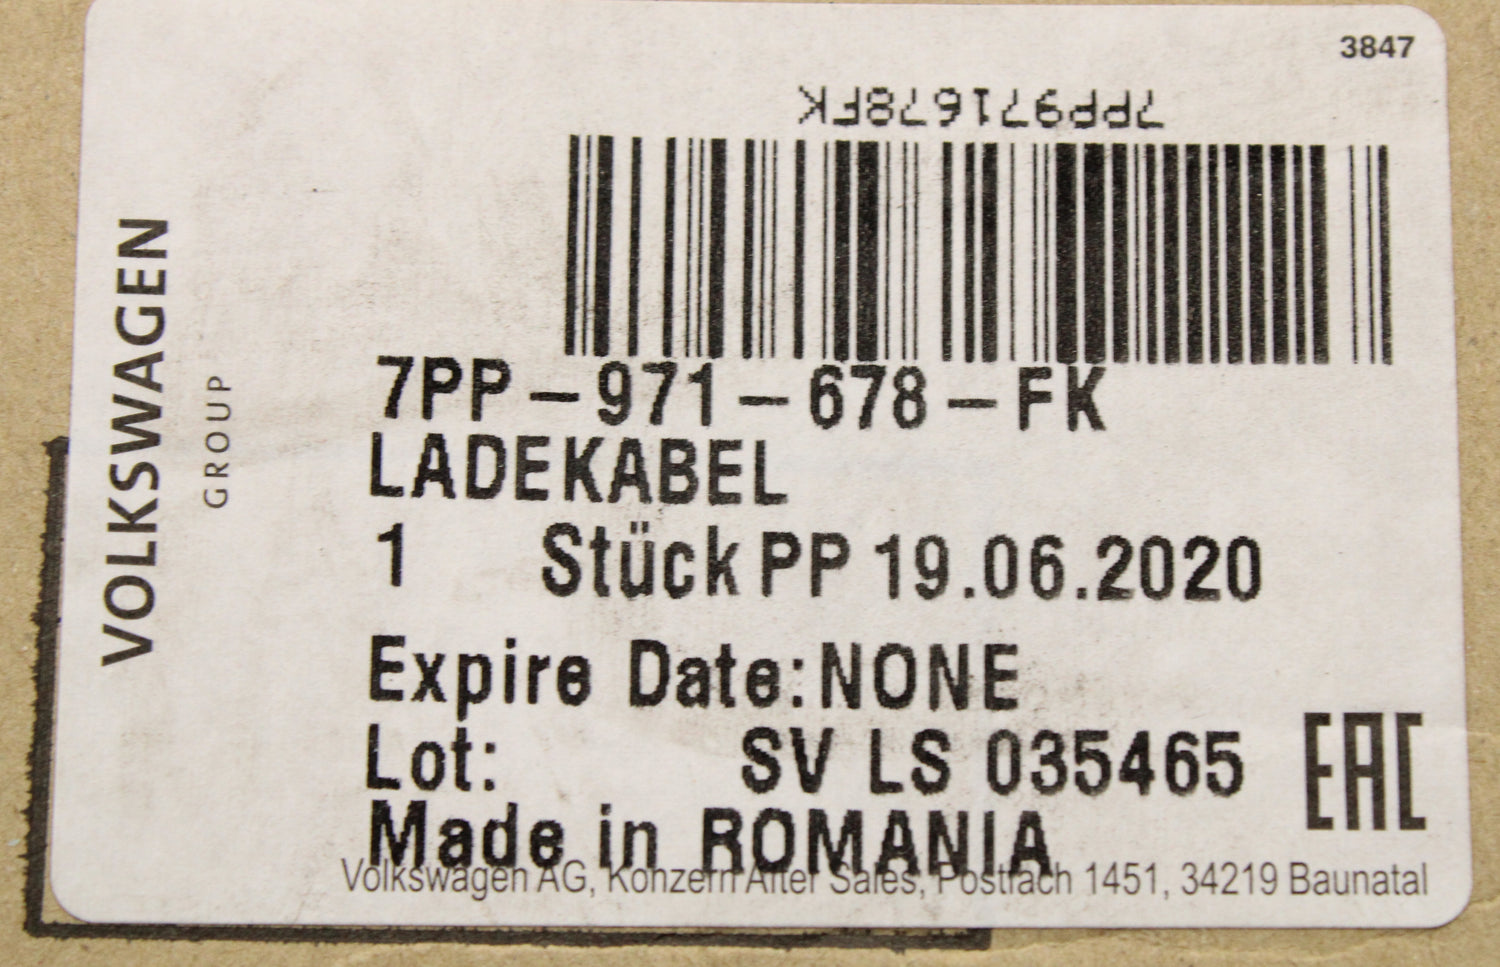 3847
7PP971678FK
VOLKSWAGEN
GROUP
7PP-971-678-FK
LADEKABEL
1 Stück PP 19.06.2020
Expire Date:NONE
Lot: SV LS 035465
EAC
Made in ROMANIA
Volkswagen AG, Konzern After Sales, Postfach 1451, 34219 Baunatal